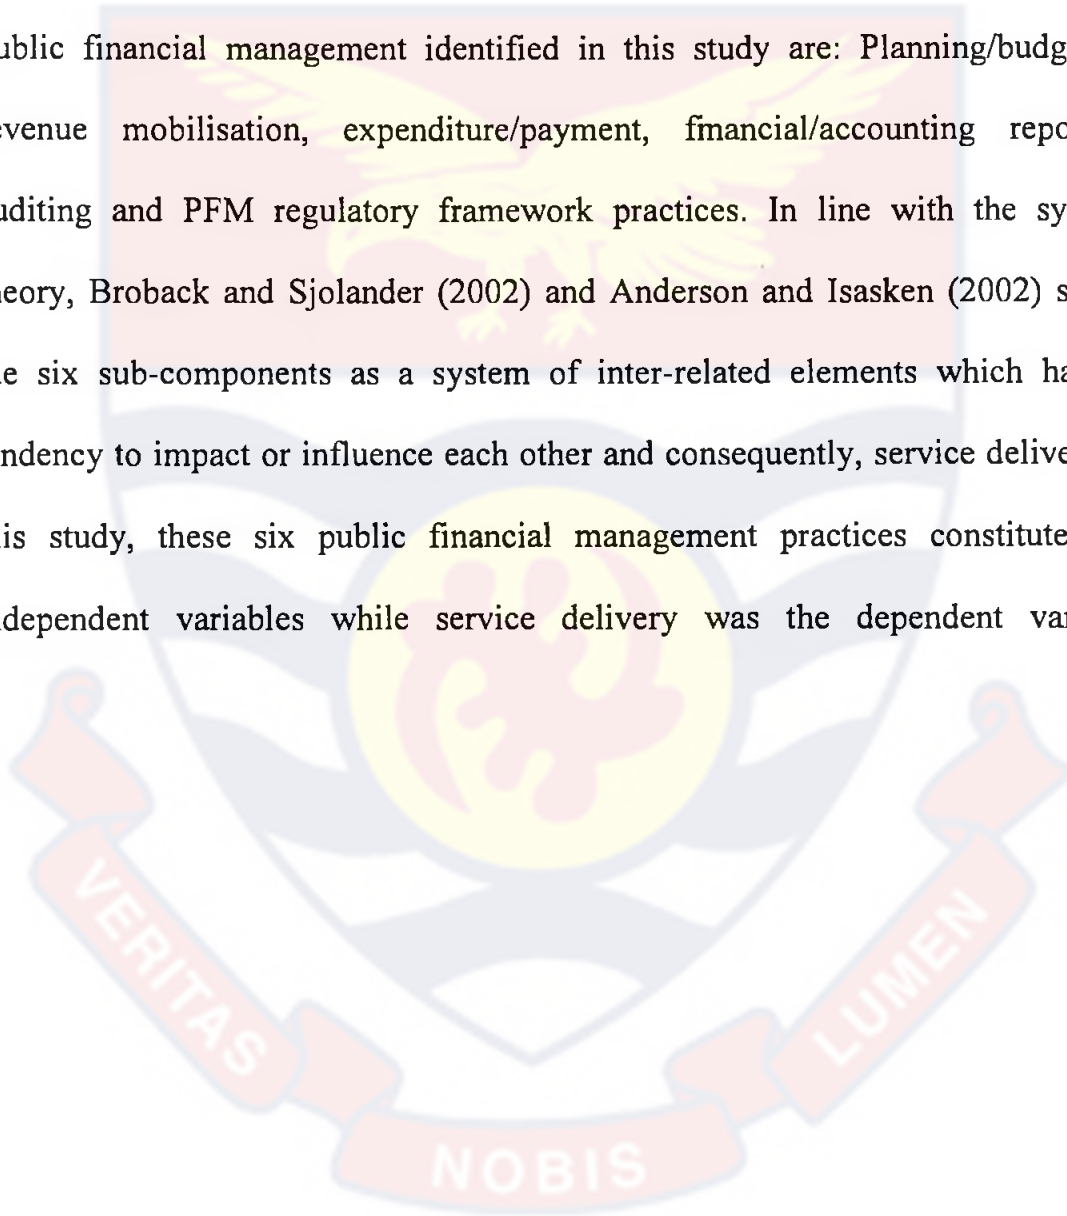 ublic financial management identified in this study are: Planning/budg
evenue mobilisation, expenditure/payment, financial/accounting repo
uditing and PFM regulatory framework practices. In line with the sy
heory, Broback and Sjolander (2002) and Anderson and Isasken (2002) s
e six sub-components as a system of inter-related elements which ha
ndency to impact or influence each other and consequently, service delive
is study, these six public financial management practices constitute
dependent variables while service delivery was the dependent var
VERITAS
NOBIS
LUMEN